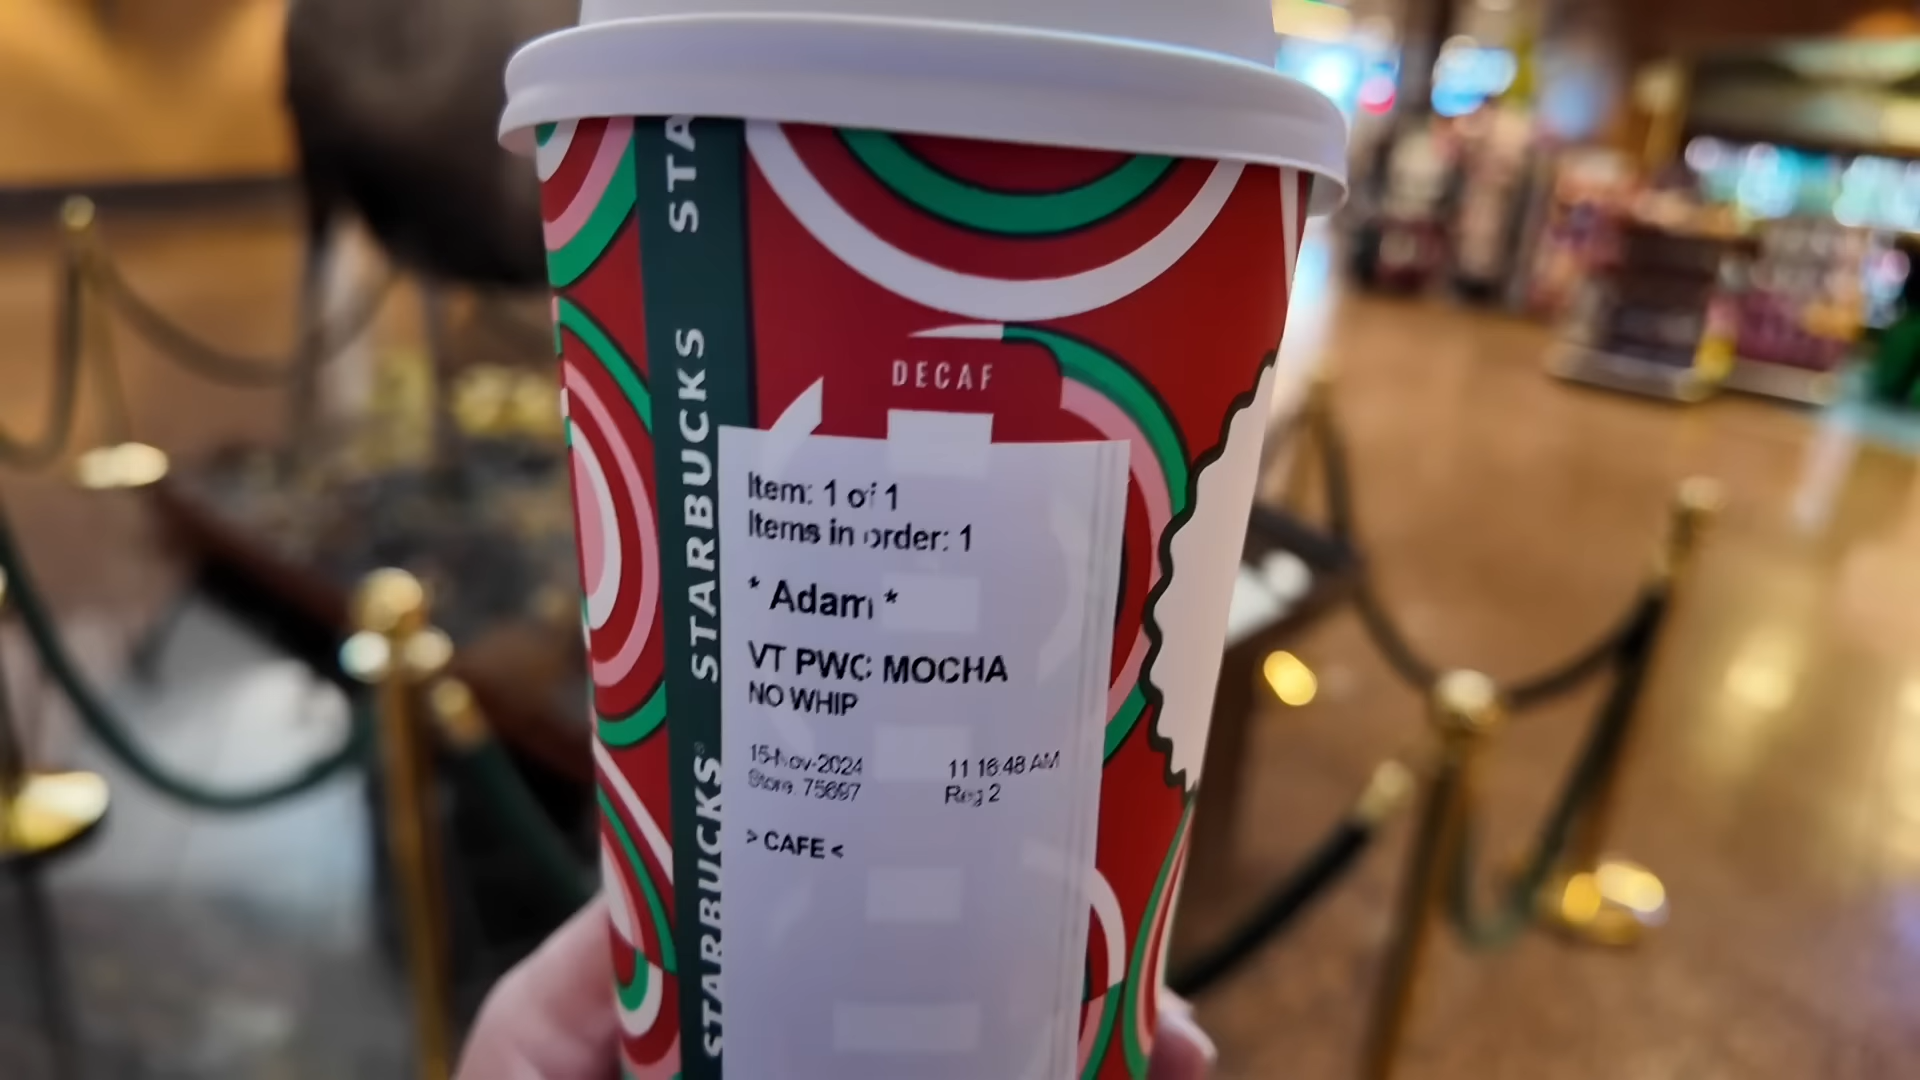 STA
STARBUCKS
STARBUCKS
DECAF
Item: 1 of 1
Items in order: 1
* Adam *
VT PWC MOCHA
NO WHIP
15-Nov-2024 11:16:48 AM
Store: 75697 Reg 2
> CAFE <